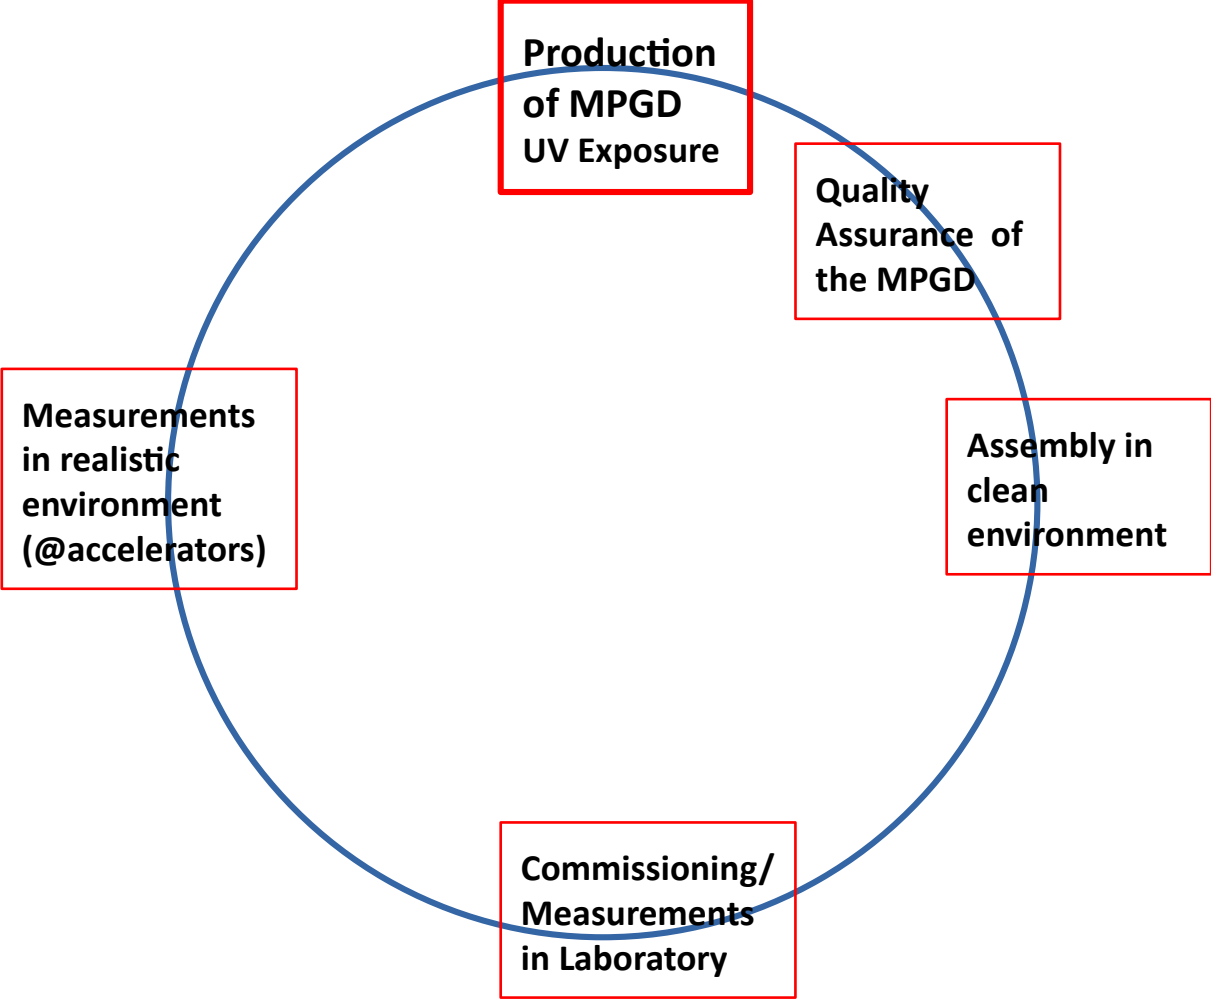 Production
of MPGD
UV Exposure
Quality
Assurance of
the MPGD
Assembly in
clean
environment
Commissioning/
Measurements
in Laboratory
Measurements
in realistic
environment
(@accelerators)